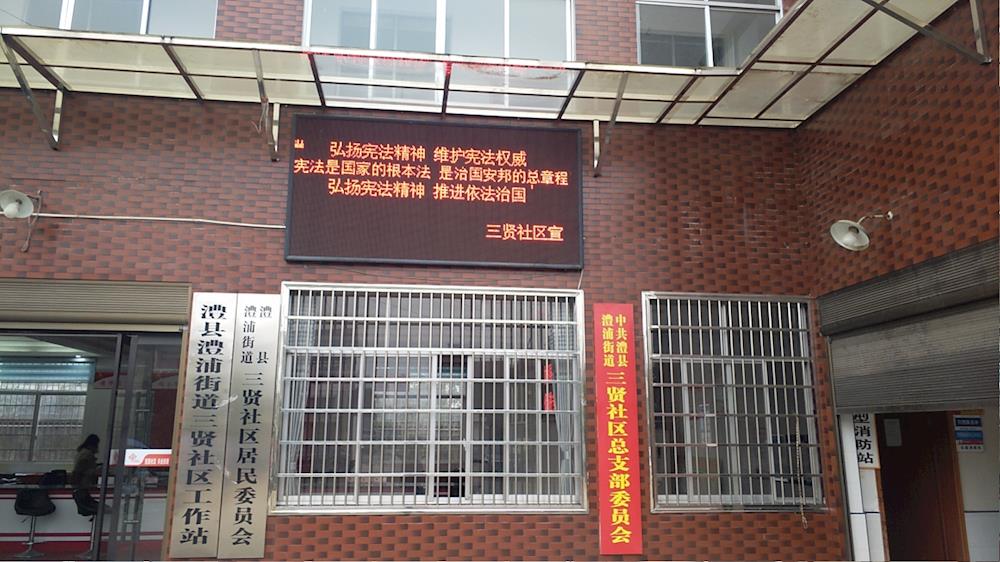 弘扬宪法精神 维护宪法权威
宪法是国家的根本法 是治国安邦的总章程
弘扬宪法精神 推进依法治国
三贤社区宣
澧县澧浦街道三贤社区工作站
澧县
澧浦街道
三贤社区居民委员会
中共澧县
澧浦街道
三贤社区总支部委员会
型消防站